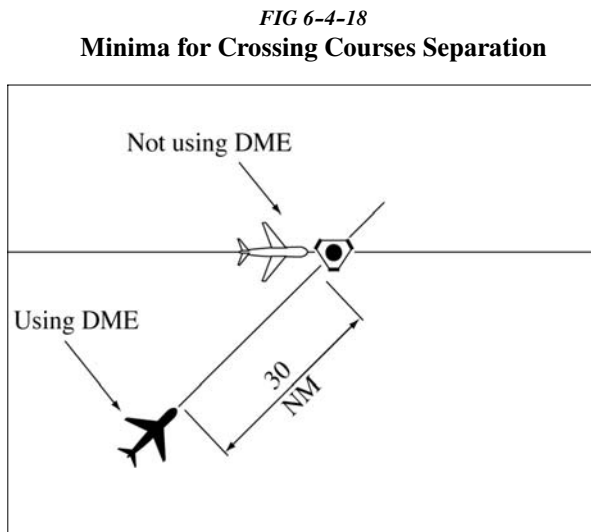 FIG 6-4-18
Minima for Crossing Courses Separation
Not using DME
Using DME
30
NM